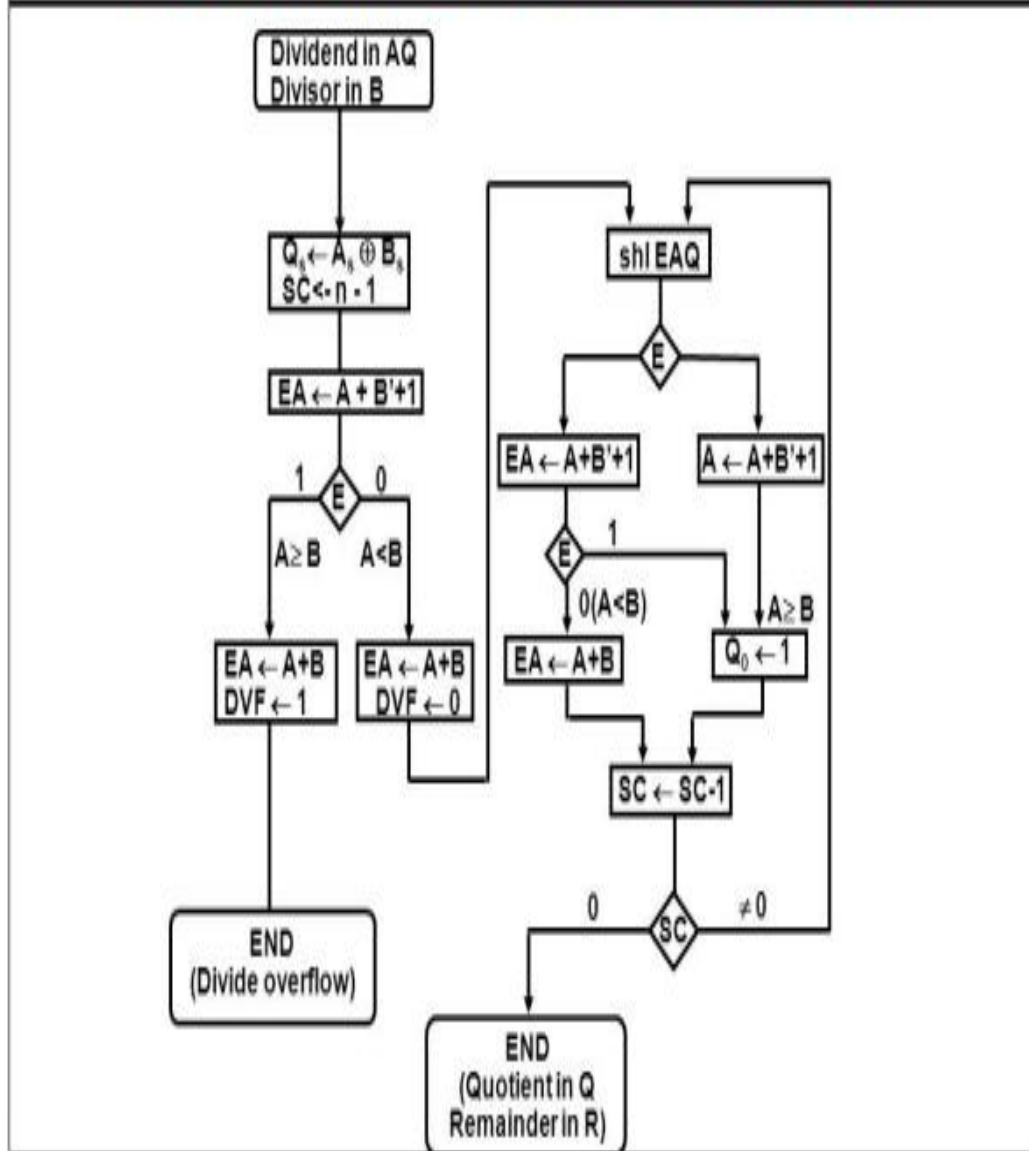 Dividend in AQ
Divisor in B
Qs ← As ⊕ Bs
SC <- n - 1
EA ← A + B'+1
1
E
0
A ≥ B
A<B
EA ← A+B
DVF ← 1
EA ← A+B
DVF ← 0
END
(Divide overflow)
shl EAQ
E
EA ← A+B'+1
A ← A+B'+1
E
1
0(A<B)
A ≧ B
EA ← A+B
Q0 ← 1
SC ← SC-1
0
SC
≠ 0
END
(Quotient in Q
Remainder in R)